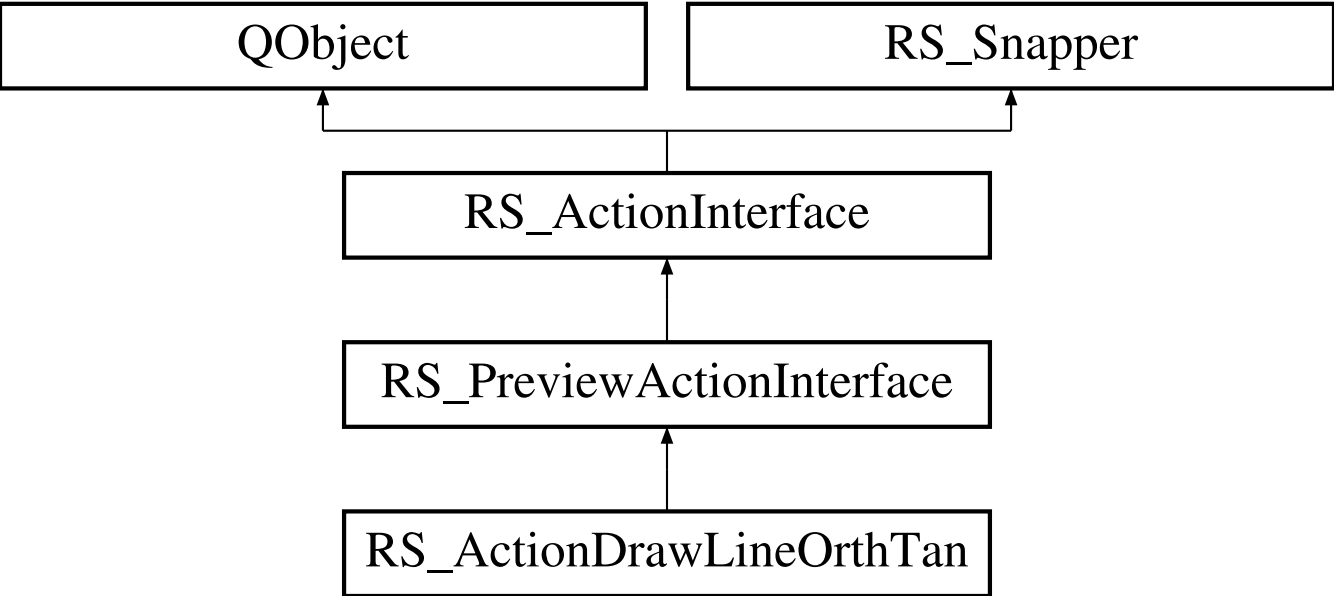 QObject
RS_Snapper
RS_ActionInterface
RS_PreviewActionInterface
RS_ActionDrawLineOrthTan